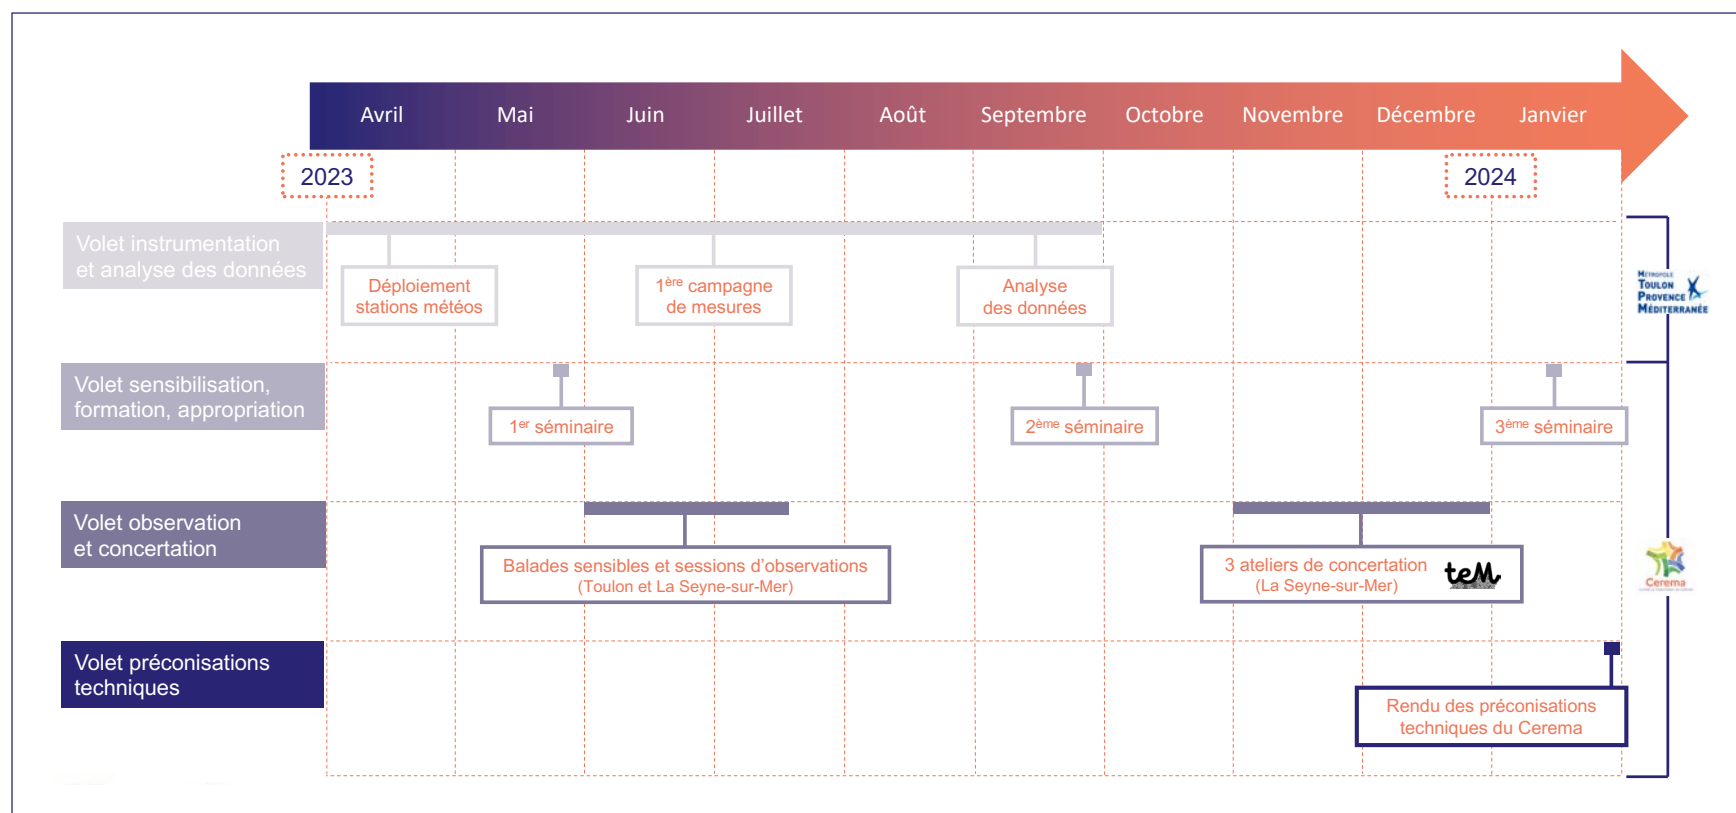 Avril Mai Juin Juillet Août Septembre Octobre Novembre Décembre Janvier
2023 2024
Volet instrumentation
et analyse des données
Déploiement
stations météos
1ère campagne
de mesures
Analyse
des données
MÉTROPOLE
TOULON
PROVENCE
MÉDITERRANÉE
Volet sensibilisation,
formation, appropriation
1er séminaire
2ème séminaire
3ème séminaire
Volet observation
et concertation
Balades sensibles et sessions d'observations
(Toulon et La Seyne-sur-Mer)
3 ateliers de concertation
(La Seyne-sur-Mer)
teM
Cerema
Volet préconisations
techniques
Rendu des préconisations
techniques du Cerema